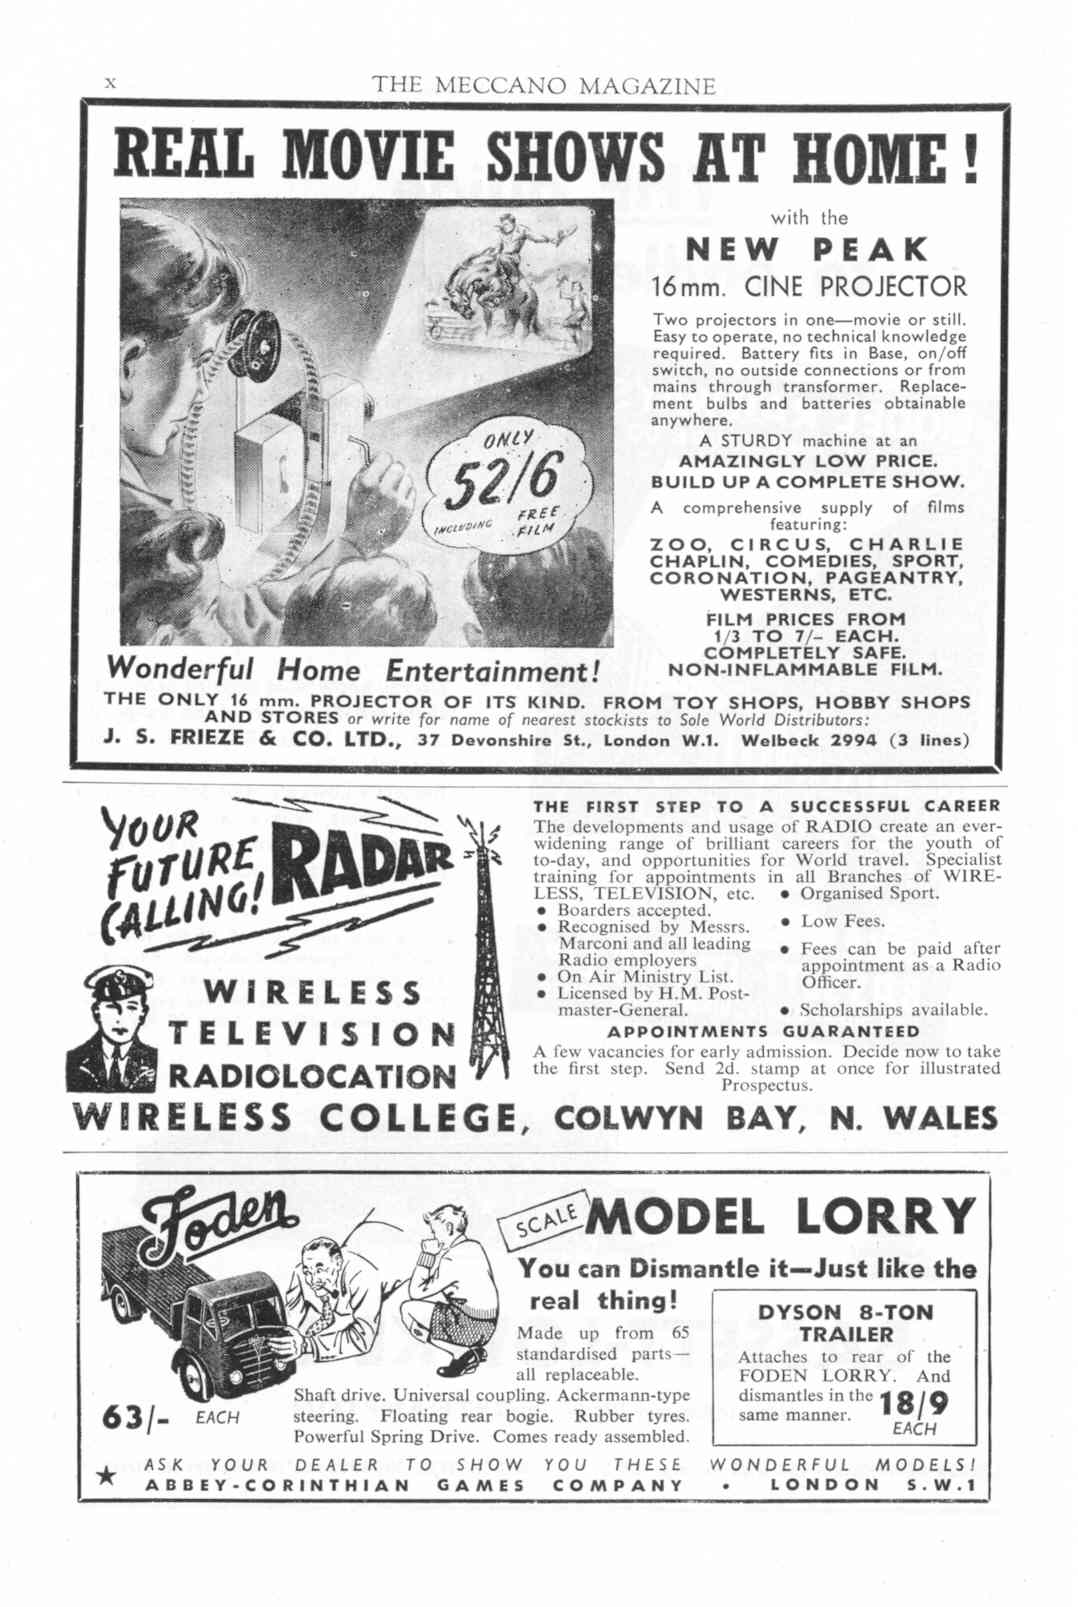 x
THE MECCANO MAGAZINE
REAL MOVIE SHOWS AT HOME!
ONLY
52/6
INCLUDING FREE
FILM
with the
NEW PEAK
16mm. CINE PROJECTOR
Two projectors in one—movie or still.
Easy to operate, no technical knowledge
required. Battery fits in Base, on/off
switch, no outside connections or from
mains through transformer. Replace-
ment bulbs and batteries obtainable
anywhere.
A STURDY machine at an
AMAZINGLY LOW PRICE.
BUILD UP A COMPLETE SHOW.
A comprehensive supply of films
featuring:
ZOO, CIRCUS, CHARLIE
CHAPLIN, COMEDIES, SPORT,
CORONATION, PAGEANTRY,
WESTERNS, ETC.
FILM PRICES FROM
1/3 TO 7/- EACH.
COMPLETELY SAFE.
NON-INFLAMMABLE FILM.
Wonderful Home Entertainment!
THE ONLY 16 mm. PROJECTOR OF ITS KIND. FROM TOY SHOPS, HOBBY SHOPS
AND STORES or write for name of nearest stockists to Sole World Distributors:
J. S. FRIEZE & CO. LTD., 37 Devonshire St., London W.1. Welbeck 2994 (3 lines)
YOUR
FUTURE
CALLING!
RADAR
WIRELESS
TELEVISION
RADIOLOCATION
THE FIRST STEP TO A SUCCESSFUL CAREER
The developments and usage of RADIO create an ever-
widening range of brilliant careers for the youth of
to-day, and opportunities for World travel. Specialist
training for appointments in all Branches of WIRE-
LESS, TELEVISION, etc.
• Boarders accepted.
• Recognised by Messrs.
Marconi and all leading
Radio employers
• On Air Ministry List.
• Licensed by H.M. Post-
master-General.
• Organised Sport.
• Low Fees.
• Fees can be paid after
appointment as a Radio
Officer.
• Scholarships available.
APPOINTMENTS GUARANTEED
A few vacancies for early admission. Decide now to take
the first step. Send 2d. stamp at once for illustrated
Prospectus.
WIRELESS COLLEGE, COLWYN BAY, N. WALES
Foden
SCALE MODEL LORRY
You can Dismantle it—Just like the
real thing!
Made up from 65
standardised parts—
all replaceable.
Shaft drive. Universal coupling. Ackermann-type
steering. Floating rear bogie. Rubber tyres.
Powerful Spring Drive. Comes ready assembled.
63/- EACH
DYSON 8-TON
TRAILER
Attaches to rear of the
FODEN LORRY. And
dismantles in the
same manner.
18/9
EACH
★ ASK YOUR DEALER TO SHOW YOU THESE WONDERFUL MODELS!
ABBEY-CORINTHIAN GAMES COMPANY • LONDON S.W.1